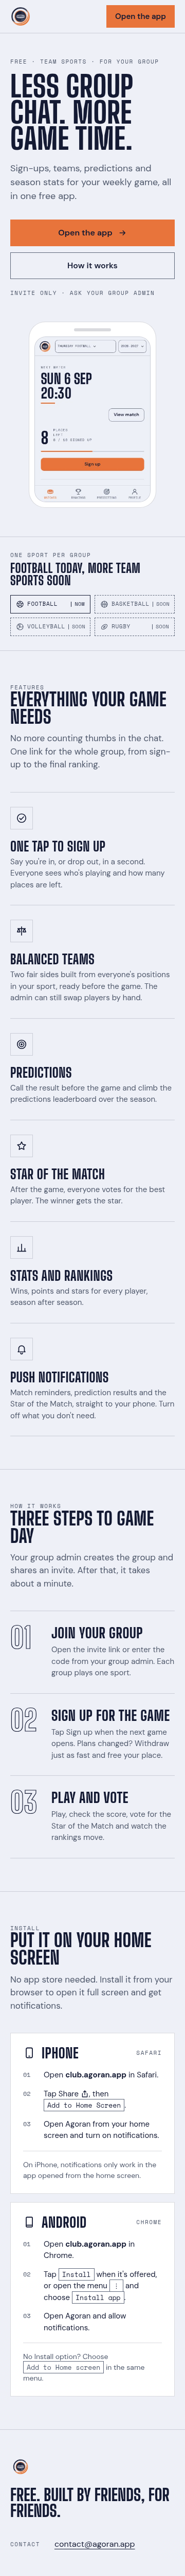 Open the app
FREE · TEAM SPORTS · FOR YOUR GROUP
LESS GROUP
CHAT. MORE
GAME TIME.
Sign-ups, teams, predictions and
season stats for your weekly game, all
in one free app.
Open the app →
How it works
INVITE ONLY · ASK YOUR GROUP ADMIN
SUN 6 SEP
20:30
View match
8
Sign up
ONE SPORT PER GROUP
FOOTBALL TODAY, MORE TEAM
SPORTS SOON
FOOTBALL | NOW
BASKETBALL | SOON
VOLLEYBALL | SOON
RUGBY | SOON
FEATURES
EVERYTHING YOUR GAME
NEEDS
No more counting thumbs in the chat.
One link for the whole group, from sign-
up to the final ranking.
ONE TAP TO SIGN UP
Say you're in, or drop out, in a second.
Everyone sees who's playing and how many
places are left.
BALANCED TEAMS
Two fair sides built from everyone's positions
in your sport, ready before the game. The
admin can still swap players by hand.
PREDICTIONS
Call the result before the game and climb the
predictions leaderboard over the season.
STAR OF THE MATCH
After the game, everyone votes for the best
player. The winner gets the star.
STATS AND RANKINGS
Wins, points and stars for every player,
season after season.
PUSH NOTIFICATIONS
Match reminders, prediction results and the
Star of the Match, straight to your phone. Turn
off what you don't need.
HOW IT WORKS
THREE STEPS TO GAME
DAY
Your group admin creates the group and
shares an invite. After that, it takes
about a minute.
01 JOIN YOUR GROUP
Open the invite link or enter the
code from your group admin. Each
group plays one sport.
02 SIGN UP FOR THE GAME
Tap Sign up when the next game
opens. Plans changed? Withdraw
just as fast and free your place.
03 PLAY AND VOTE
Play, check the score, vote for the
Star of the Match and watch the
rankings move.
INSTALL
PUT IT ON YOUR HOME
SCREEN
No app store needed. Install it from your
browser to open it full screen and get
notifications.
IPHONE SAFARI
01 Open club.agoran.app in Safari.
02 Tap Share , then
Add to Home Screen.
03 Open Agoran from your home
screen and turn on notifications.
On iPhone, notifications only work in the
app opened from the home screen.
ANDROID CHROME
01 Open club.agoran.app in
Chrome.
02 Tap Install when it's offered,
or open the menu ⋮ and
choose Install app.
03 Open Agoran and allow
notifications.
No Install option? Choose
Add to Home screen in the same
menu.
FREE. BUILT BY FRIENDS, FOR
FRIENDS.
CONTACT contact@agoran.app